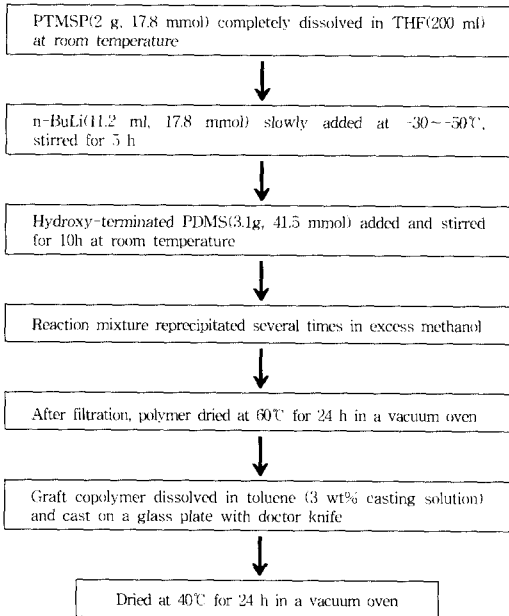 PTMSP(2 g, 17.8 mmol) completely dissolved in THF(200 ml)
at room temperature
n-BuLi(11.2 ml, 17.8 mmol) slowly added at -30~-50℃,
stirred for 5 h
Hydroxy-terminated PDMS(3.1g, 41.5 mmol) added and stirred
for 10h at room temperature
Reaction mixture reprecipitated several times in excess methanol
After filtration, polymer dried at 60℃ for 24 h in a vacuum oven
Graft copolymer dissolved in toluene (3 wt% casting solution)
and cast on a glass plate with doctor knife
Dried at 40℃ for 24 h in a vacuum oven